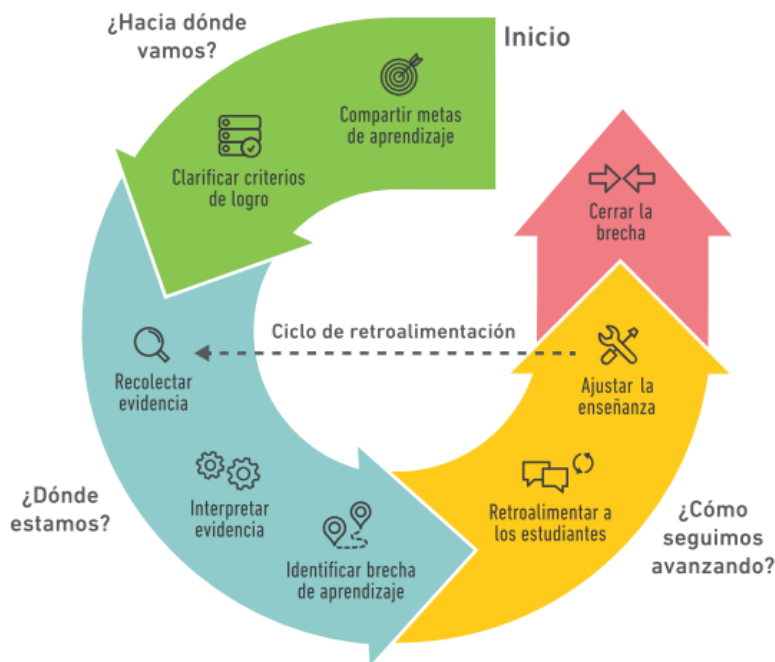 ¿Hacia dónde
vamos?
Inicio
Compartir metas
de aprendizaje
Clarificar criterios
de logro
Cerrar la
brecha
Ciclo de retroalimentación
Recolectar
evidencia
Ajustar la
enseñanza
¿Dónde
estamos?
Interpretar
evidencia
Identificar brecha
de aprendizaje
Retroalimentar a
los estudiantes
¿Cómo
seguimos
avanzando?